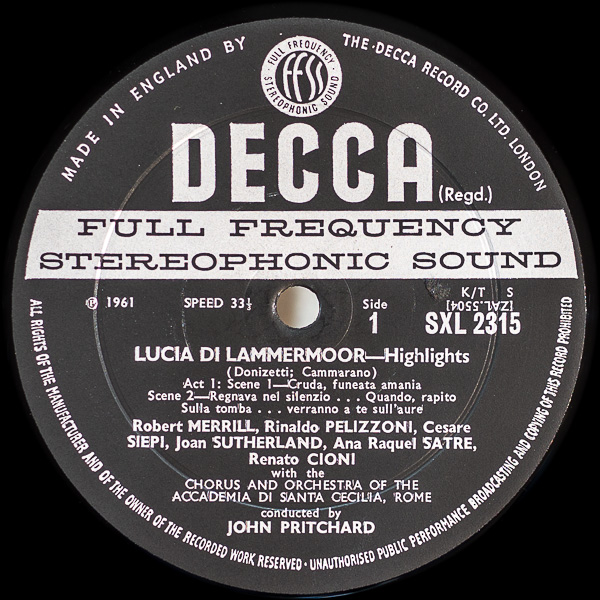 MADE IN ENGLAND BY THE DECCA RECORD CO. LTD. LONDON
FULL FREQUENCY
ffss
STEREOPHONIC SOUND
DECCA (Regd.)
FULL FREQUENCY
STEREOPHONIC SOUND
S T/K
(ZAL.5504)
℗ 1961 SPEED 33⅓ Side
1 SXL 2315
LUCIA DI LAMMERMOOR—Highlights
(Donizetti; Cammarano)
Act 1: Scene 1—Cruda, funeata amania
Scene 2—Regnava nel silenzio . . . Quando, rapito
Sulla tomba . . . verranno a te sull'aure
Robert MERRILL, Rinaldo PELIZZONI, Cesare
SIEPI, Joan SUTHERLAND, Ana Raquel SATRE,
Renato CIONI
with the
CHORUS AND ORCHESTRA OF THE
ACCADEMIA DI SANTA CECILIA, ROME
conducted by
JOHN PRITCHARD
ALL RIGHTS OF THE MANUFACTURER AND OF THE OWNER OF THE RECORDED WORK RESERVED · UNAUTHORISED PUBLIC PERFORMANCE BROADCASTING AND COPYING OF THIS RECORD PROHIBITED